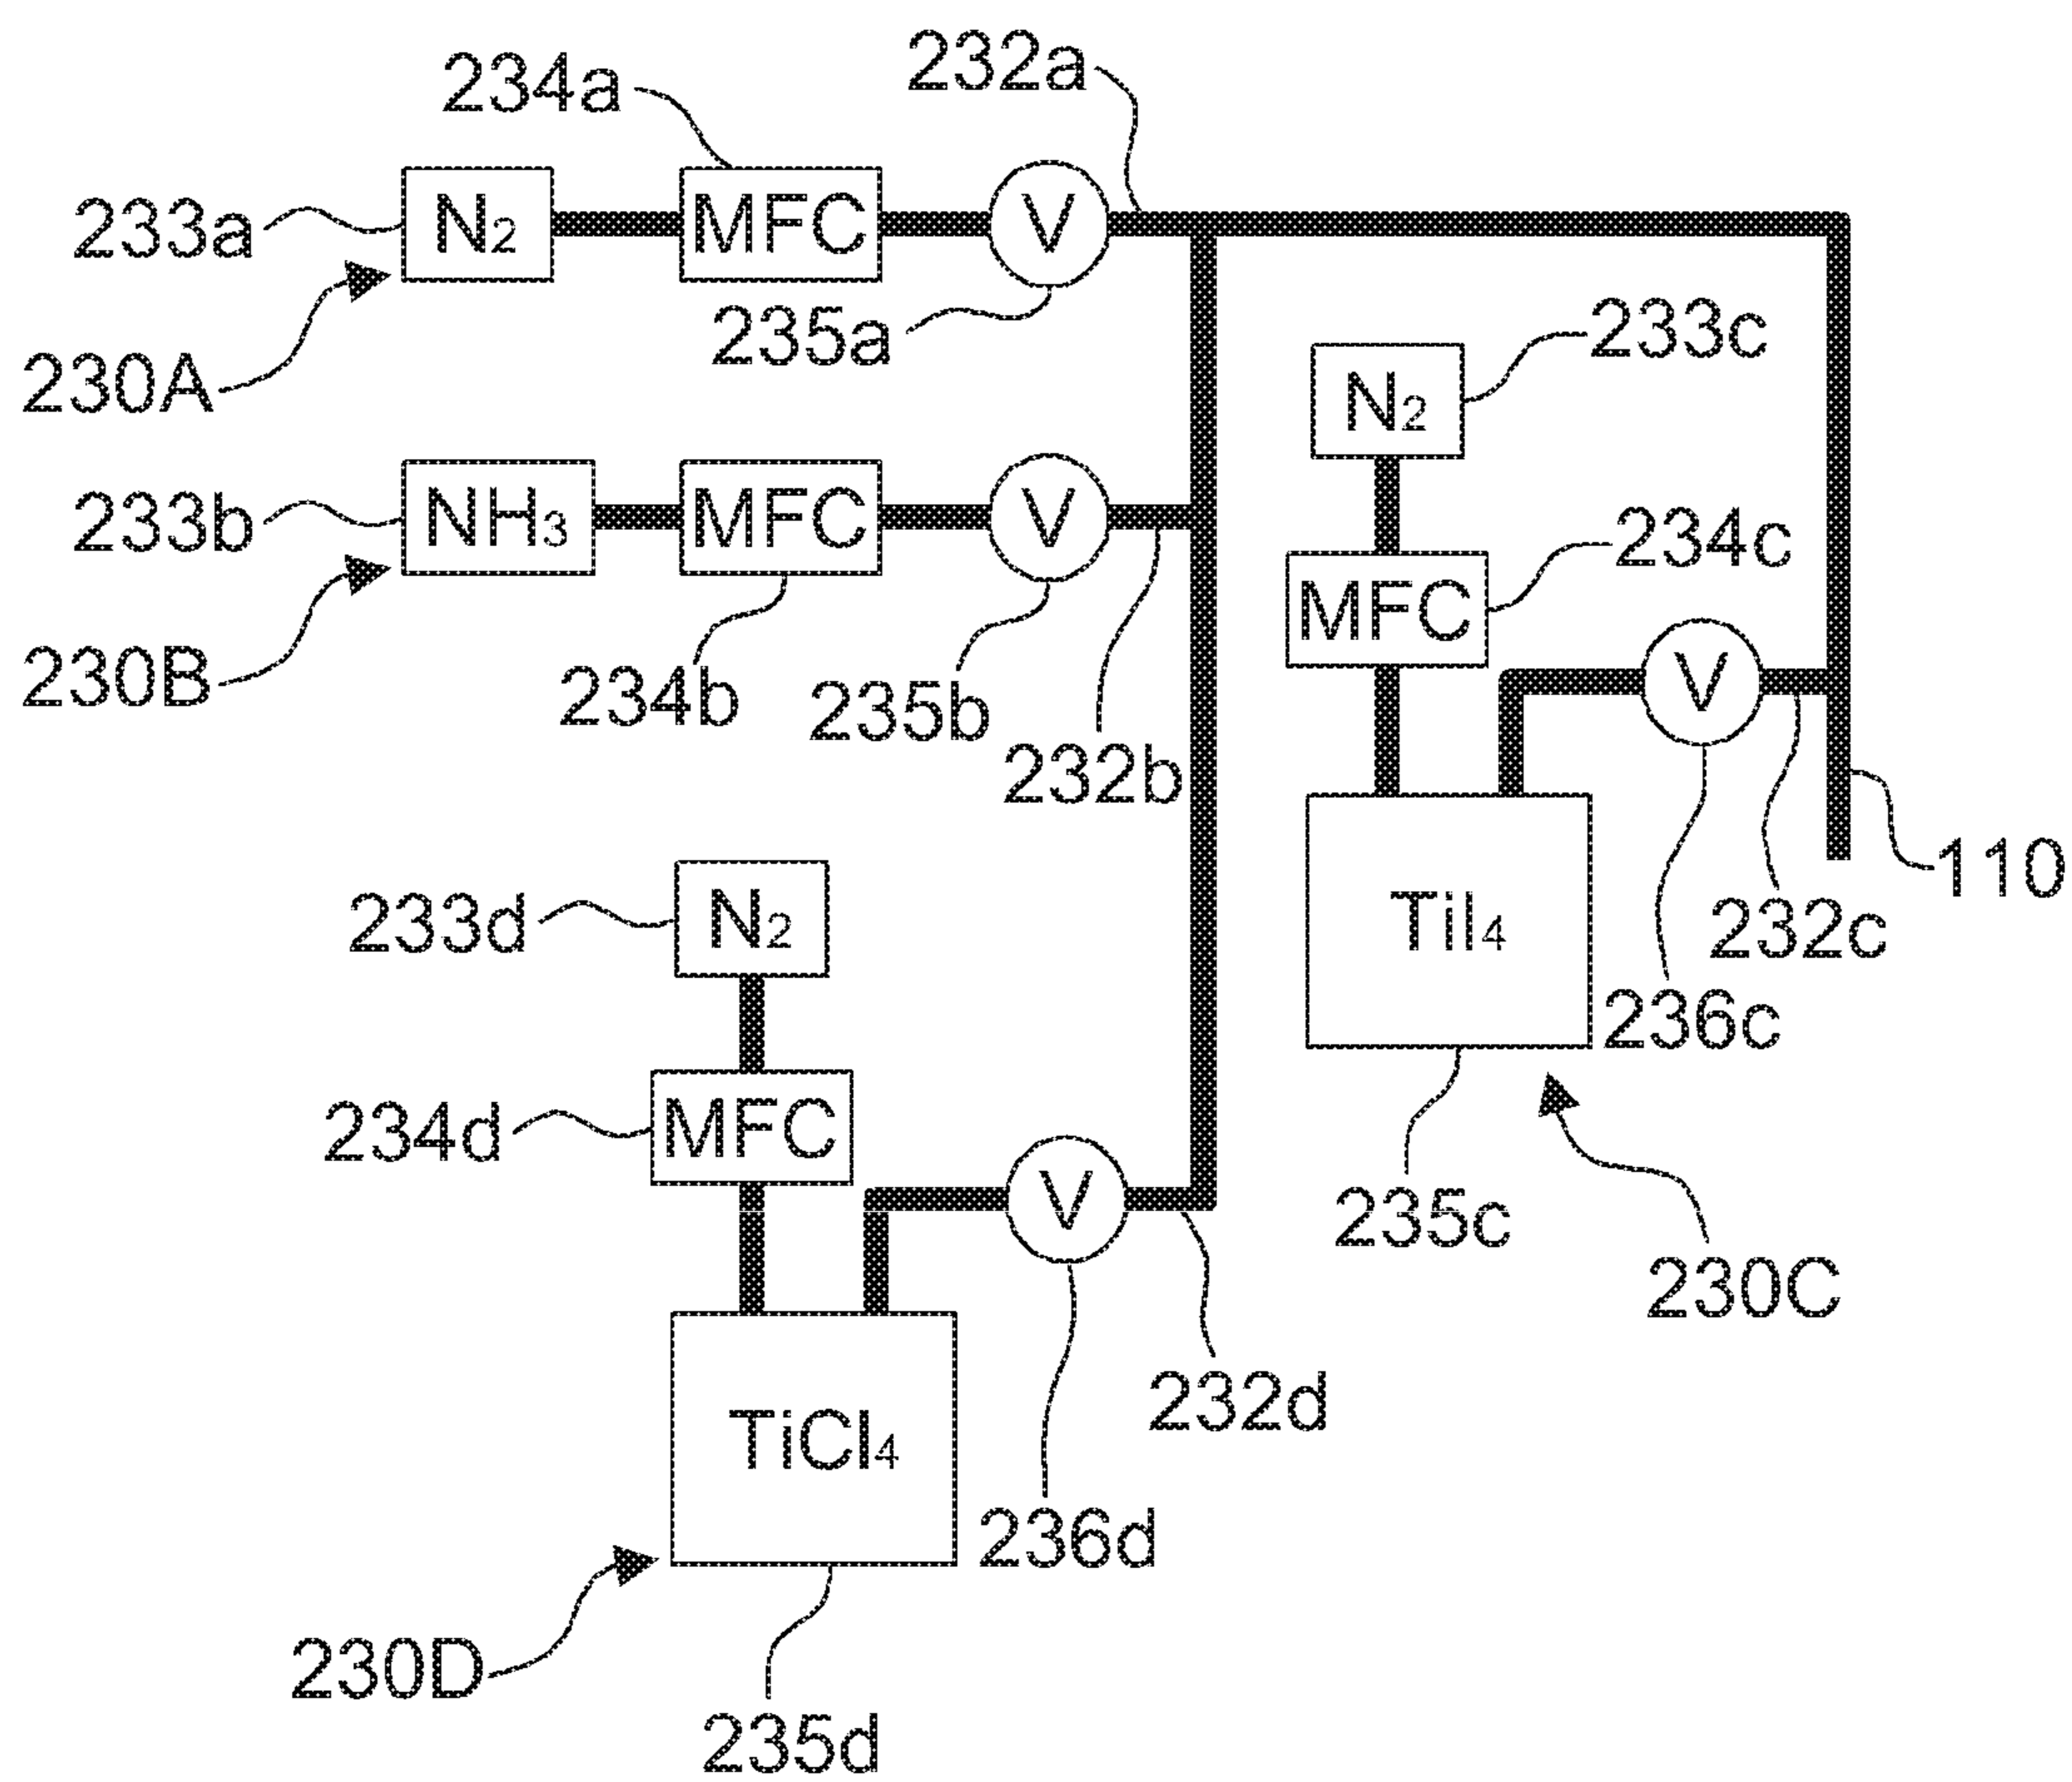 232a
234a
233a
N2
MFC
V
235a
230A
233c
N2
233b
NH3
MFC
V
234c
MFC
230B
234b
235b
232b
V
110
233d
N2
TiI4
232c
236c
234d
MFC
V
235c
230C
232d
TiCl4
236d
230D
235d